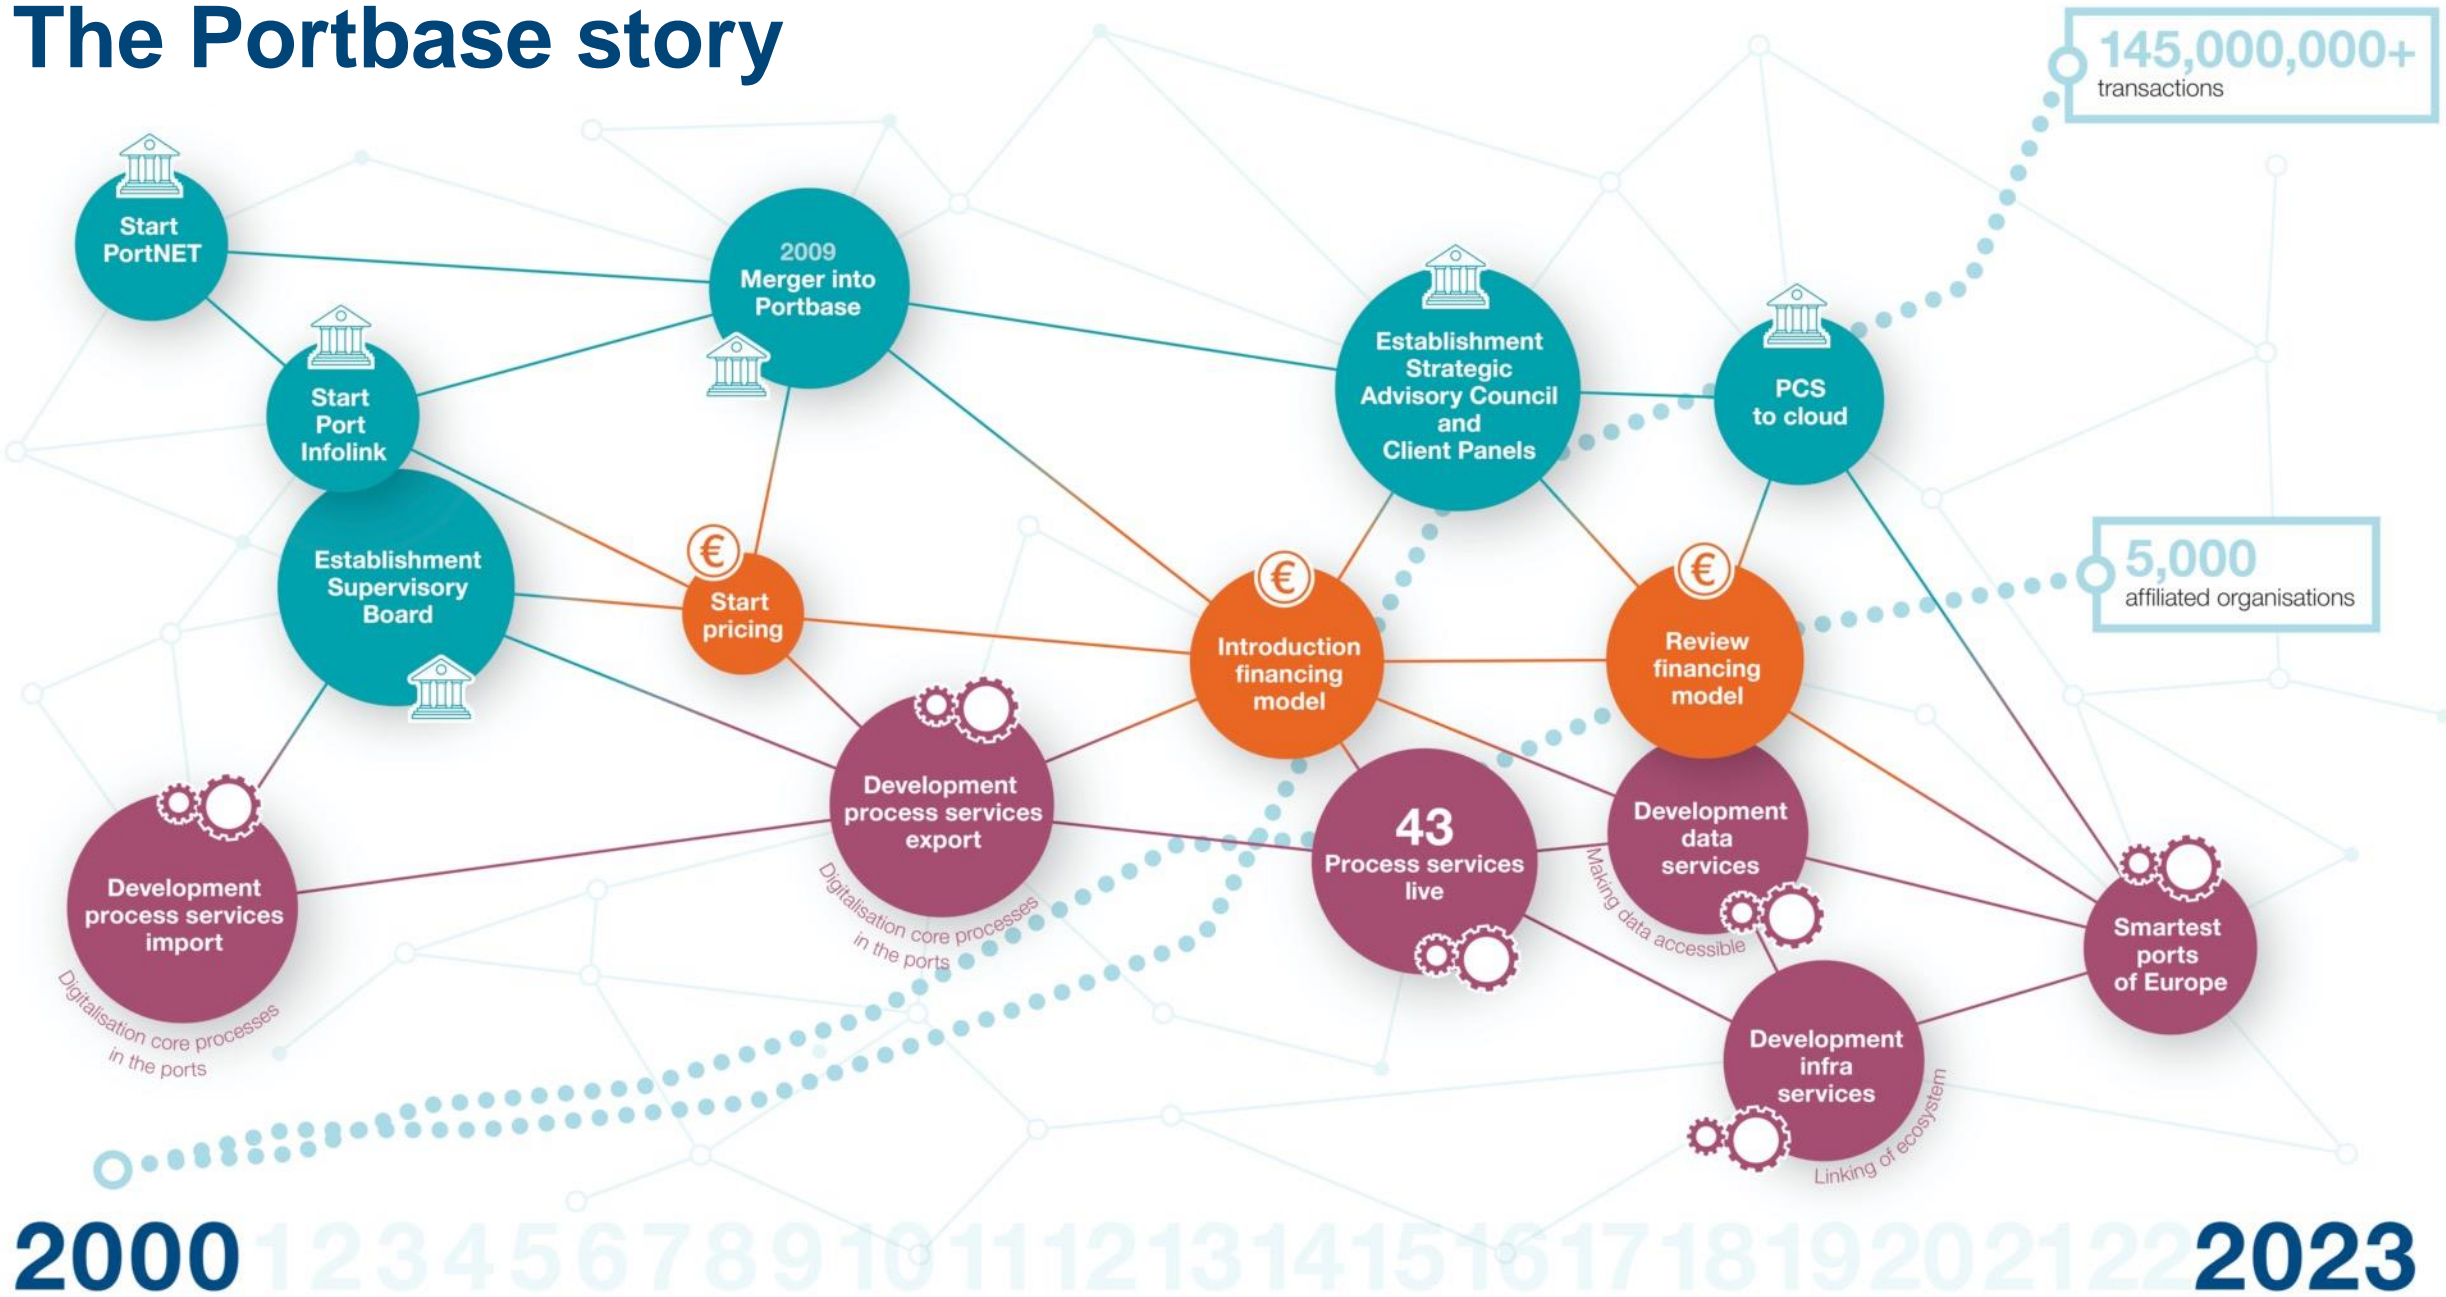 The Portbase story
145,000,000+
transactions
Start
PortNET
2009
Merger into
Portbase
Start
Port
Infolink
Establishment
Strategic
Advisory Council
and
Client Panels
PCS
to cloud
Establishment
Supervisory
Board
€
Start
pricing
€
Introduction
financing
model
€
Review
financing
model
5,000
affiliated organisations
Development
process services
import
Digitalisation core processes
in the ports
Development
process services
export
Digitalisation core processes
in the ports
43
Process services
live
Development
data
services
Making data accessible
Smartest
ports
of Europe
Development
infra
services
Linking of ecosystem
2000 1 2 3 4 5 6 7 8 9 10 11 12 13 14 15 16 17 18 19 20 21 22 2023